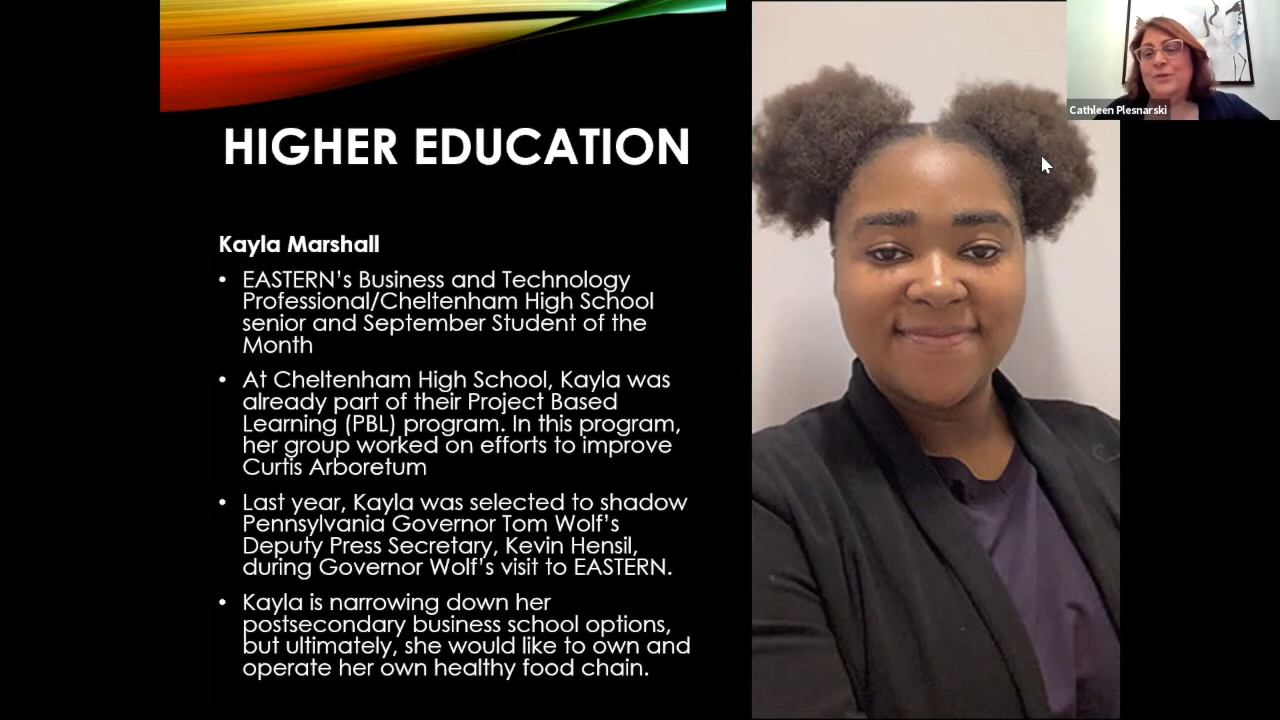 HIGHER EDUCATION
Kayla Marshall
• EASTERN's Business and Technology
Professional/Cheltenham High School
senior and September Student of the
Month
• At Cheltenham High School, Kayla was
already part of their Project Based
Learning (PBL) program. In this program,
her group worked on efforts to improve
Curtis Arboretum
• Last year, Kayla was selected to shadow
Pennsylvania Governor Tom Wolf's
Deputy Press Secretary, Kevin Hensil,
during Governor Wolf's visit to EASTERN.
• Kayla is narrowing down her
postsecondary business school options,
but ultimately, she would like to own and
operate her own healthy food chain.
Cathleen Plesnarski